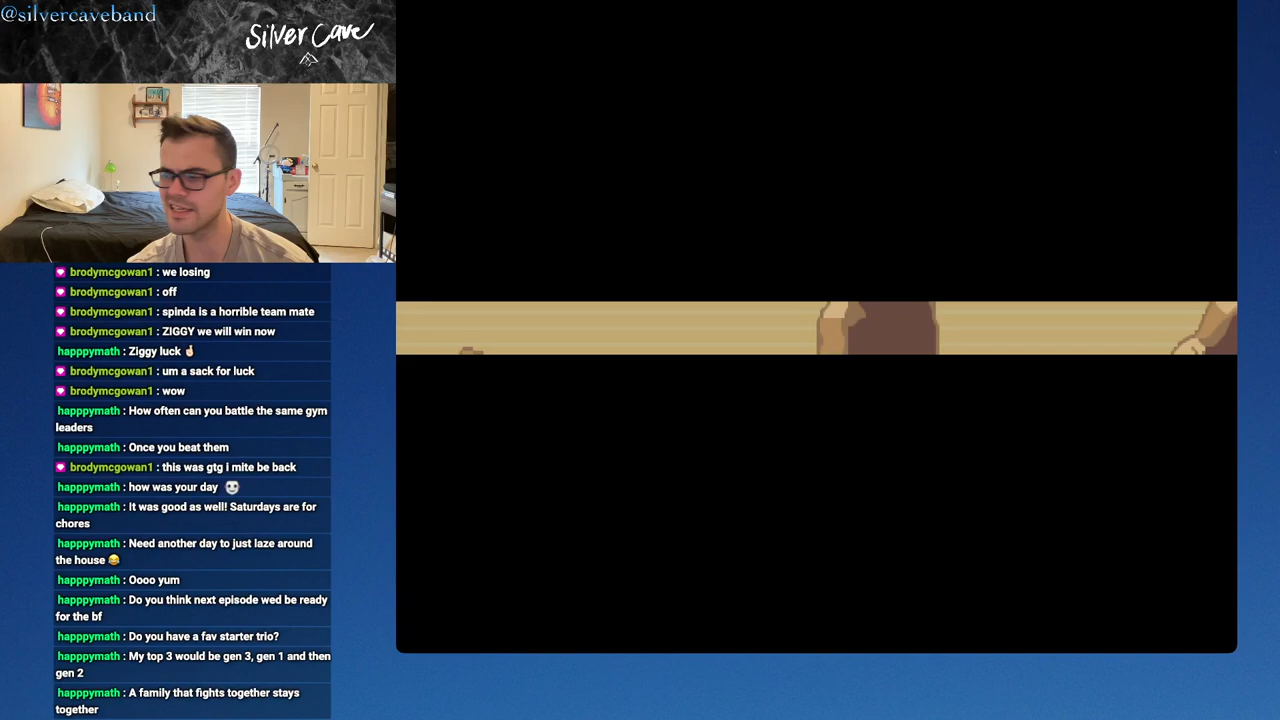 @silvercaveband
Silver Cave
brodymcgowan1 : we losing
brodymcgowan1 : off
brodymcgowan1 : spinda is a horrible team mate
brodymcgowan1 : ZIGGY we will win now
happpymath : Ziggy luck 🤞🏻
brodymcgowan1 : um a sack for luck
brodymcgowan1 : wow
happpymath : How often can you battle the same gym
leaders
happpymath : Once you beat them
brodymcgowan1 : this was gtg i mite be back
happpymath : how was your day
happpymath : It was good as well! Saturdays are for
chores
happpymath : Need another day to just laze around
the house 😂
happpymath : Oooo yum
happpymath : Do you think next episode wed be ready
for the bf
happpymath : Do you have a fav starter trio?
happpymath : My top 3 would be gen 3, gen 1 and then
gen 2
happpymath : A family that fights together stays
together